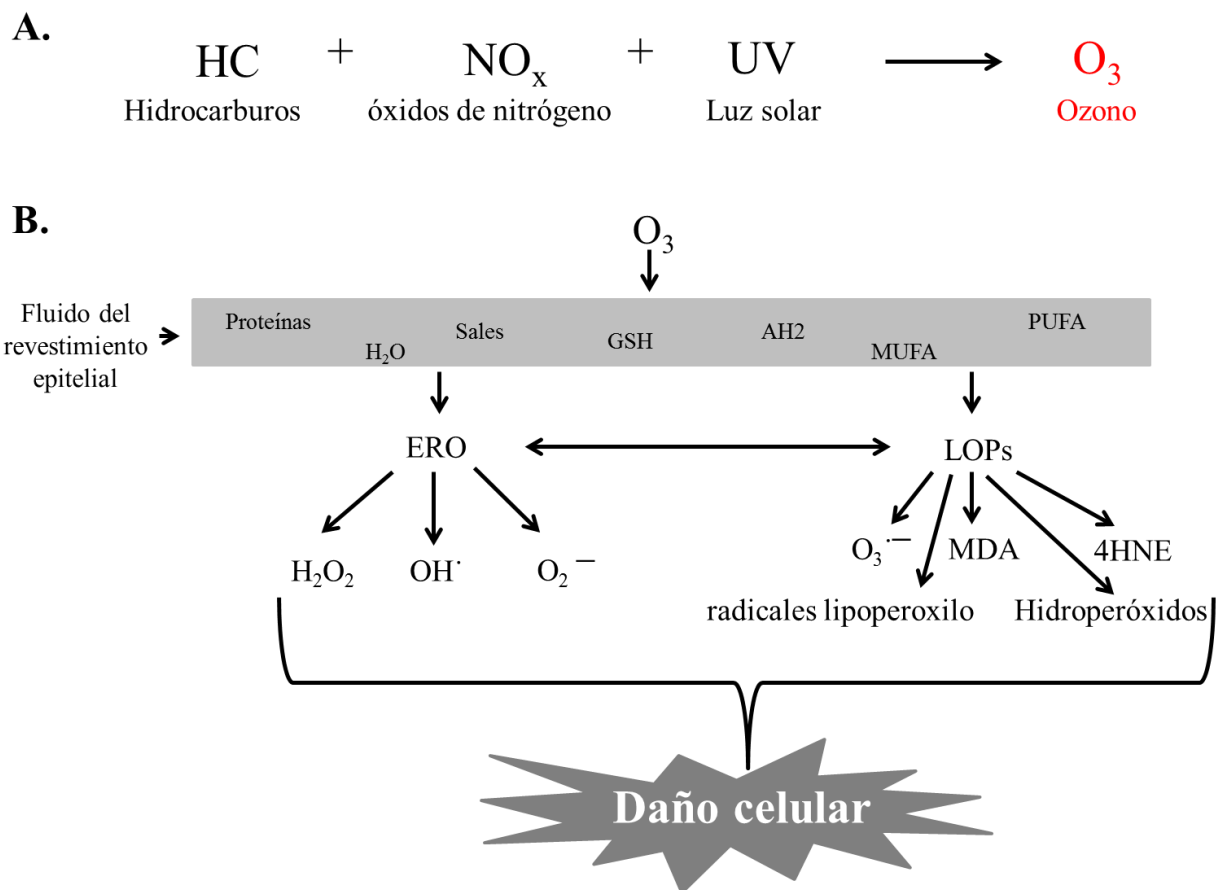 A.
HC + NOₓ + UV O₃
Hidrocarburos óxidos de nitrógeno Luz solar Ozono
B.
O₃
Fluido del
revestimiento
epitelial
Proteínas Sales GSH AH2 PUFA
H₂O MUFA
ERO LOPs
H₂O₂ OH· O₂⁻ O₃·⁻ MDA 4HNE
radicales lipoperoxilo Hidroperóxidos
Daño celular